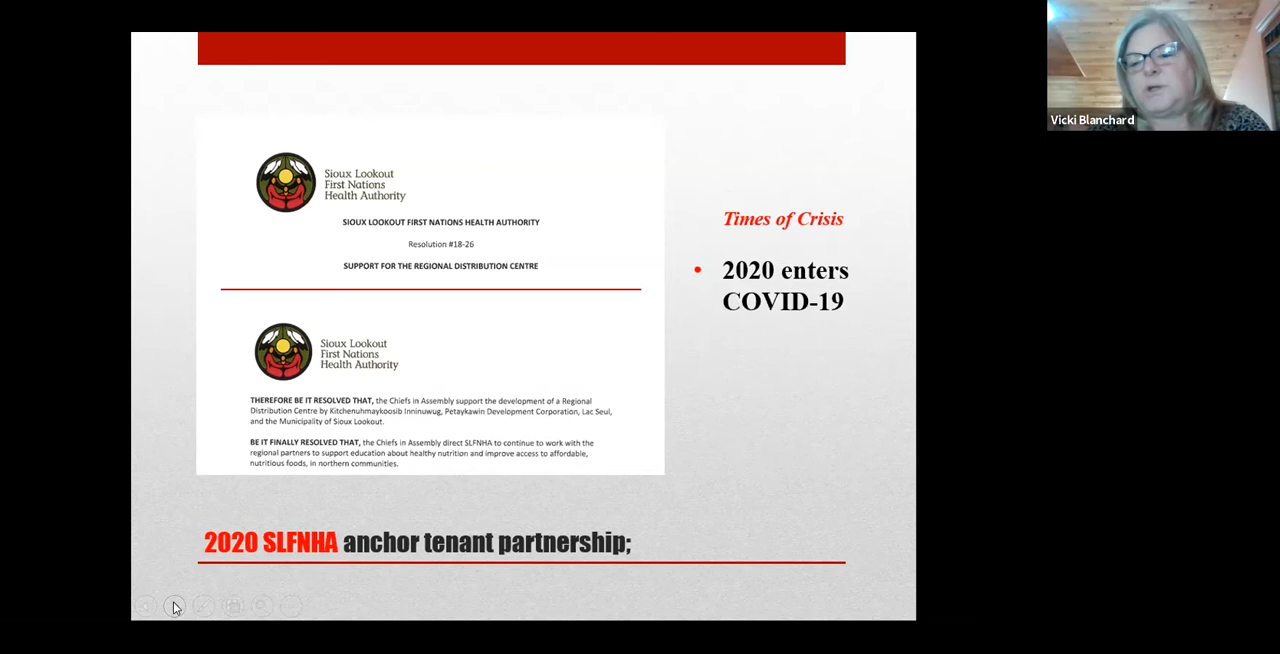 Vicki Blanchard
Sioux Lookout
First Nations
Health Authority
SIOUX LOOKOUT FIRST NATIONS HEALTH AUTHORITY
Resolution #18-26
SUPPORT FOR THE REGIONAL DISTRIBUTION CENTRE
Sioux Lookout
First Nations
Health Authority
THEREFORE BE IT RESOLVED THAT, the Chiefs in Assembly support the development of a Regional
Distribution Centre by Kitchenuhmaykoosib Inninuwug, Petaykawin Development Corporation, Lac Seul,
and the Municipality of Sioux Lookout.
BE IT FINALLY RESOLVED THAT, the Chiefs in Assembly direct SLFNHA to continue to work with the
regional partners to support education about healthy nutrition and improve access to affordable,
nutritious foods, in northern communities.
Times of Crisis
• 2020 enters
COVID-19
2020 SLFNHA anchor tenant partnership;